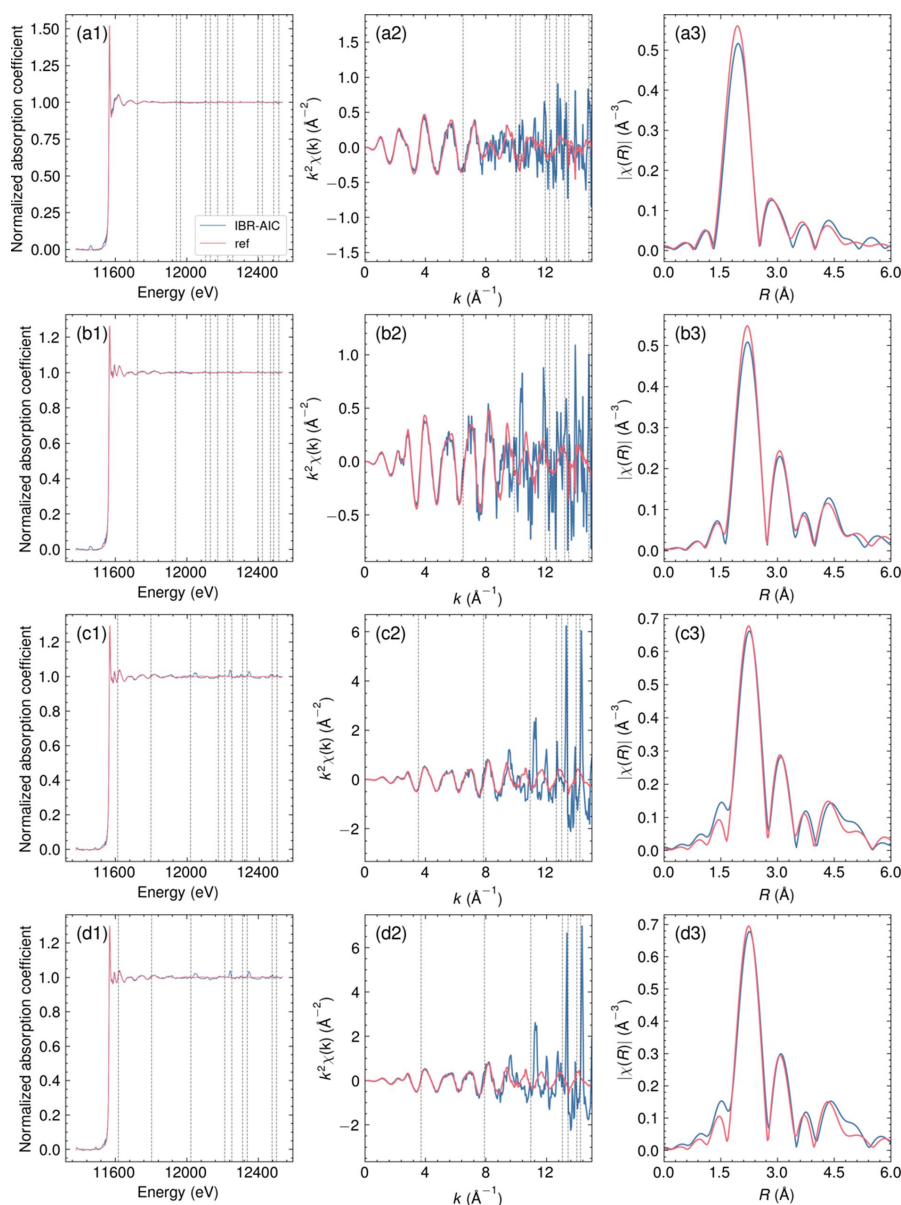 (a1)
Normalized absorption coefficient
1.50
1.25
1.00
0.75
0.50
0.25
0.00
IBR-AIC
ref
11600 12000 12400
Energy (eV)
(a2)
k²χ(k) (Å⁻²)
1.5
1.0
0.5
0.0
−0.5
−1.0
−1.5
0 4 8 12
k (Å⁻¹)
(a3)
|χ(R)| (Å⁻³)
0.5
0.4
0.3
0.2
0.1
0.0
0.0 1.5 3.0 4.5 6.0
R (Å)
(b1)
Normalized absorption coefficient
1.2
1.0
0.8
0.6
0.4
0.2
0.0
11600 12000 12400
Energy (eV)
(b2)
k²χ(k) (Å⁻²)
1.0
0.5
0.0
−0.5
0 4 8 12
k (Å⁻¹)
(b3)
|χ(R)| (Å⁻³)
0.5
0.4
0.3
0.2
0.1
0.0
0.0 1.5 3.0 4.5 6.0
R (Å)
(c1)
Normalized absorption coefficient
1.2
1.0
0.8
0.6
0.4
0.2
0.0
11600 12000 12400
Energy (eV)
(c2)
k²χ(k) (Å⁻²)
6
4
2
0
−2
0 4 8 12
k (Å⁻¹)
(c3)
|χ(R)| (Å⁻³)
0.7
0.6
0.5
0.4
0.3
0.2
0.1
0.0
0.0 1.5 3.0 4.5 6.0
R (Å)
(d1)
Normalized absorption coefficient
1.2
1.0
0.8
0.6
0.4
0.2
0.0
11600 12000 12400
Energy (eV)
(d2)
k²χ(k) (Å⁻²)
6
4
2
0
−2
0 4 8 12
k (Å⁻¹)
(d3)
|χ(R)| (Å⁻³)
0.7
0.6
0.5
0.4
0.3
0.2
0.1
0.0
0.0 1.5 3.0 4.5 6.0
R (Å)